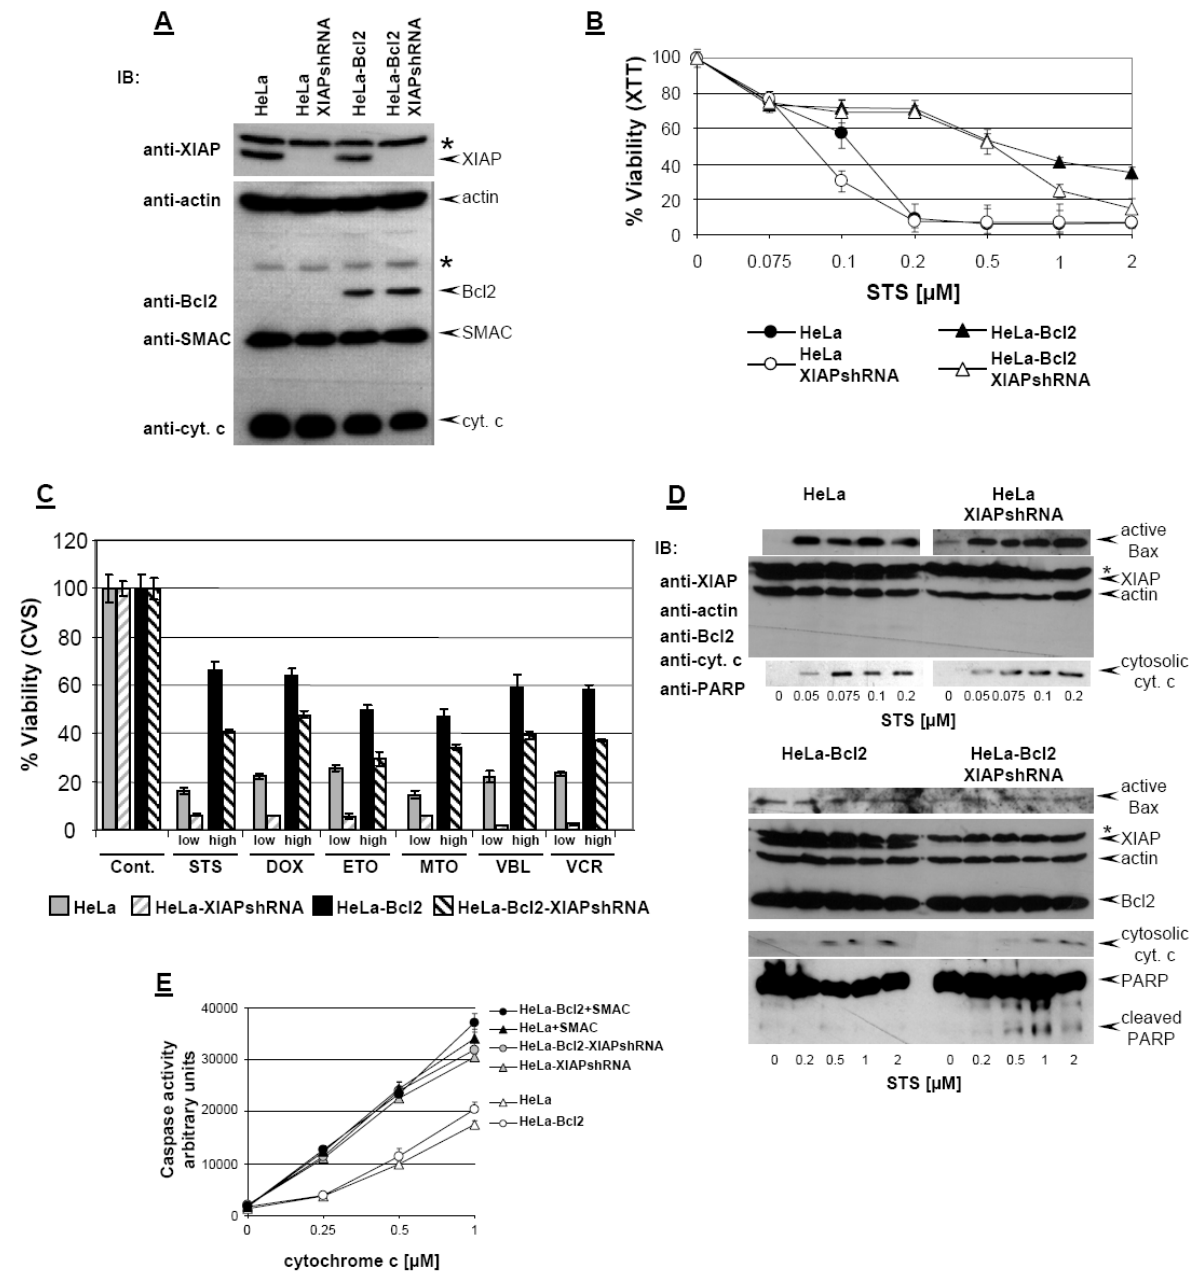 A
IB:
HeLa
HeLa
XIAPshRNA
HeLa-Bcl2
HeLa-Bcl2
XIAPshRNA
anti-XIAP
*
XIAP
anti-actin
actin
*
anti-Bcl2
Bcl2
anti-SMAC
SMAC
anti-cyt. c
cyt. c
B
% Viability (XTT)
100
80
60
40
20
0
0 0.075 0.1 0.2 0.5 1 2
STS [µM]
HeLa
HeLa-Bcl2
HeLa
XIAPshRNA
HeLa-Bcl2
XIAPshRNA
C
% Viability (CVS)
120
100
80
60
40
20
0
low high low high low high low high low high low high
Cont. STS DOX ETO MTO VBL VCR
HeLa HeLa-XIAPshRNA HeLa-Bcl2 HeLa-Bcl2-XIAPshRNA
D
HeLa
HeLa
XIAPshRNA
IB:
active
Bax
anti-XIAP
*
XIAP
anti-actin
actin
anti-Bcl2
anti-cyt. c
cytosolic
cyt. c
anti-PARP
0 0.05 0.075 0.1 0.2 0 0.05 0.075 0.1 0.2
STS [µM] STS [µM]
HeLa-Bcl2
HeLa-Bcl2
XIAPshRNA
active
Bax
*
XIAP
actin
Bcl2
cytosolic
cyt. c
PARP
cleaved
PARP
0 0.2 0.5 1 2 0 0.2 0.5 1 2
STS [µM]
E
Caspase activity
arbitrary units
40000
30000
20000
10000
0
0 0.25 0.5 1
cytochrome c [µM]
HeLa-Bcl2+SMAC
HeLa+SMAC
HeLa-Bcl2-XIAPshRNA
HeLa-XIAPshRNA
HeLa
HeLa-Bcl2